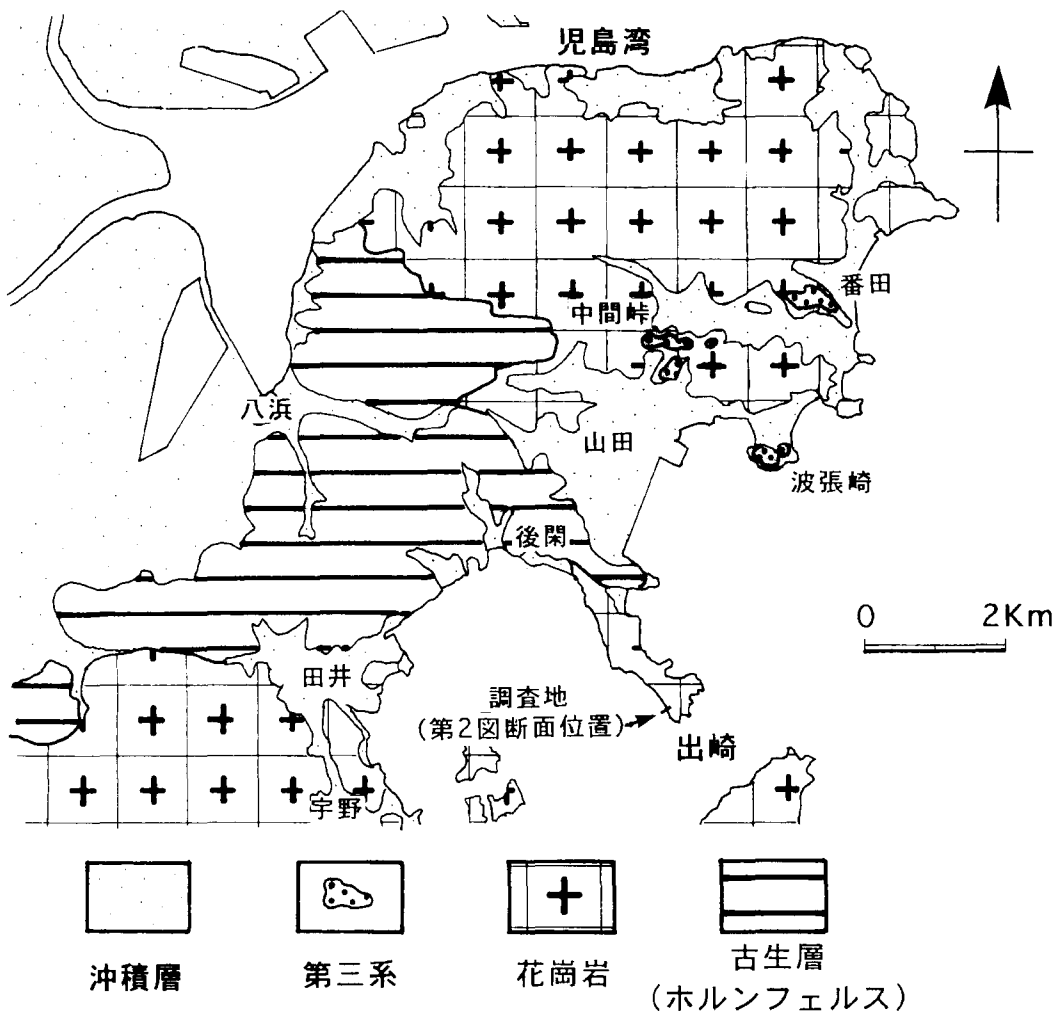 児島湾
番田
中間峠
八浜
山田
波張崎
後閑
0 2Km
田井
調査地
(第2図断面位置)
出崎
宇野
沖積層
第三系
花崗岩
古生層
(ホルンフェルス)